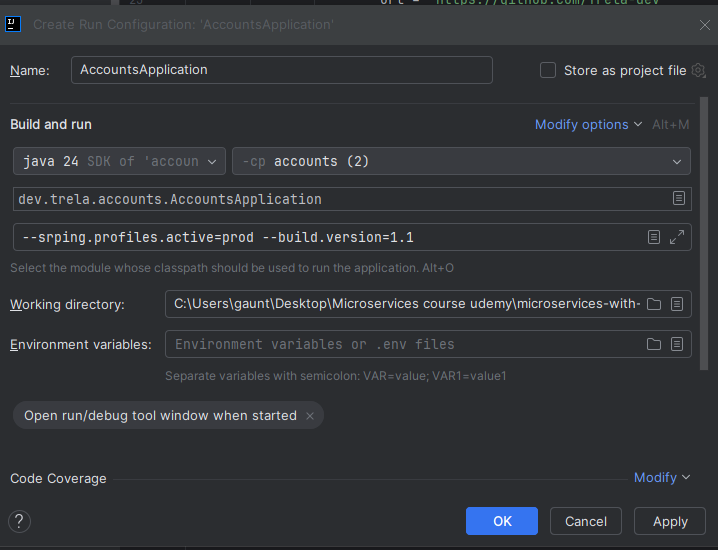 Create Run Configuration: 'AccountsApplication'
Name: AccountsApplication Store as project file
Build and run Modify options Alt+M
java 24 SDK of 'accoun -cp accounts (2)
dev.trela.accounts.AccountsApplication
--srping.profiles.active=prod --build.version=1.1
Select the module whose classpath should be used to run the application. Alt+O
Working directory: C:\Users\gaunt\Desktop\Microservices course udemy\microservices-with-
Environment variables: Environment variables or .env files
Separate variables with semicolon: VAR=value; VAR1=value1
Open run/debug tool window when started ×
Code Coverage Modify
? OK Cancel Apply